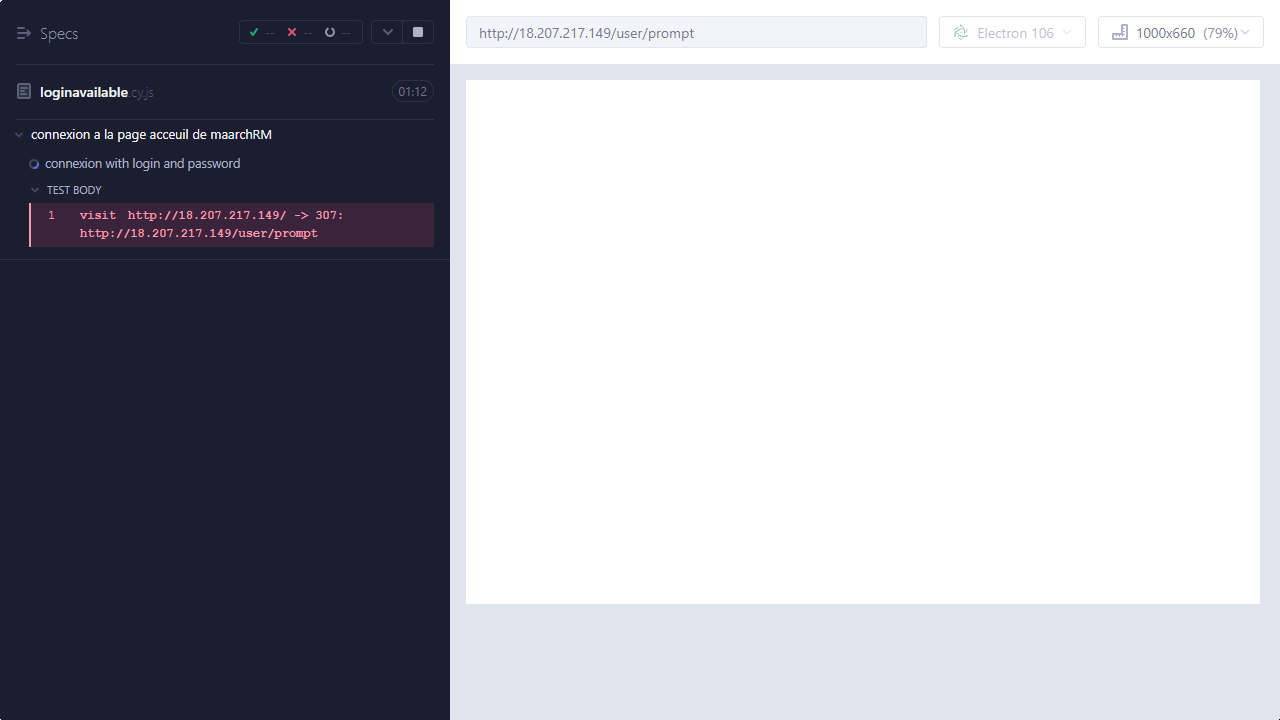 Specs
-- -- --
http://18.207.217.149/user/prompt
Electron 106
1000x660 (79%)
loginavailable.cy.js
01:12
connexion a la page acceuil de maarchRM
connexion with login and password
TEST BODY
1 visit http://18.207.217.149/ -> 307:
http://18.207.217.149/user/prompt